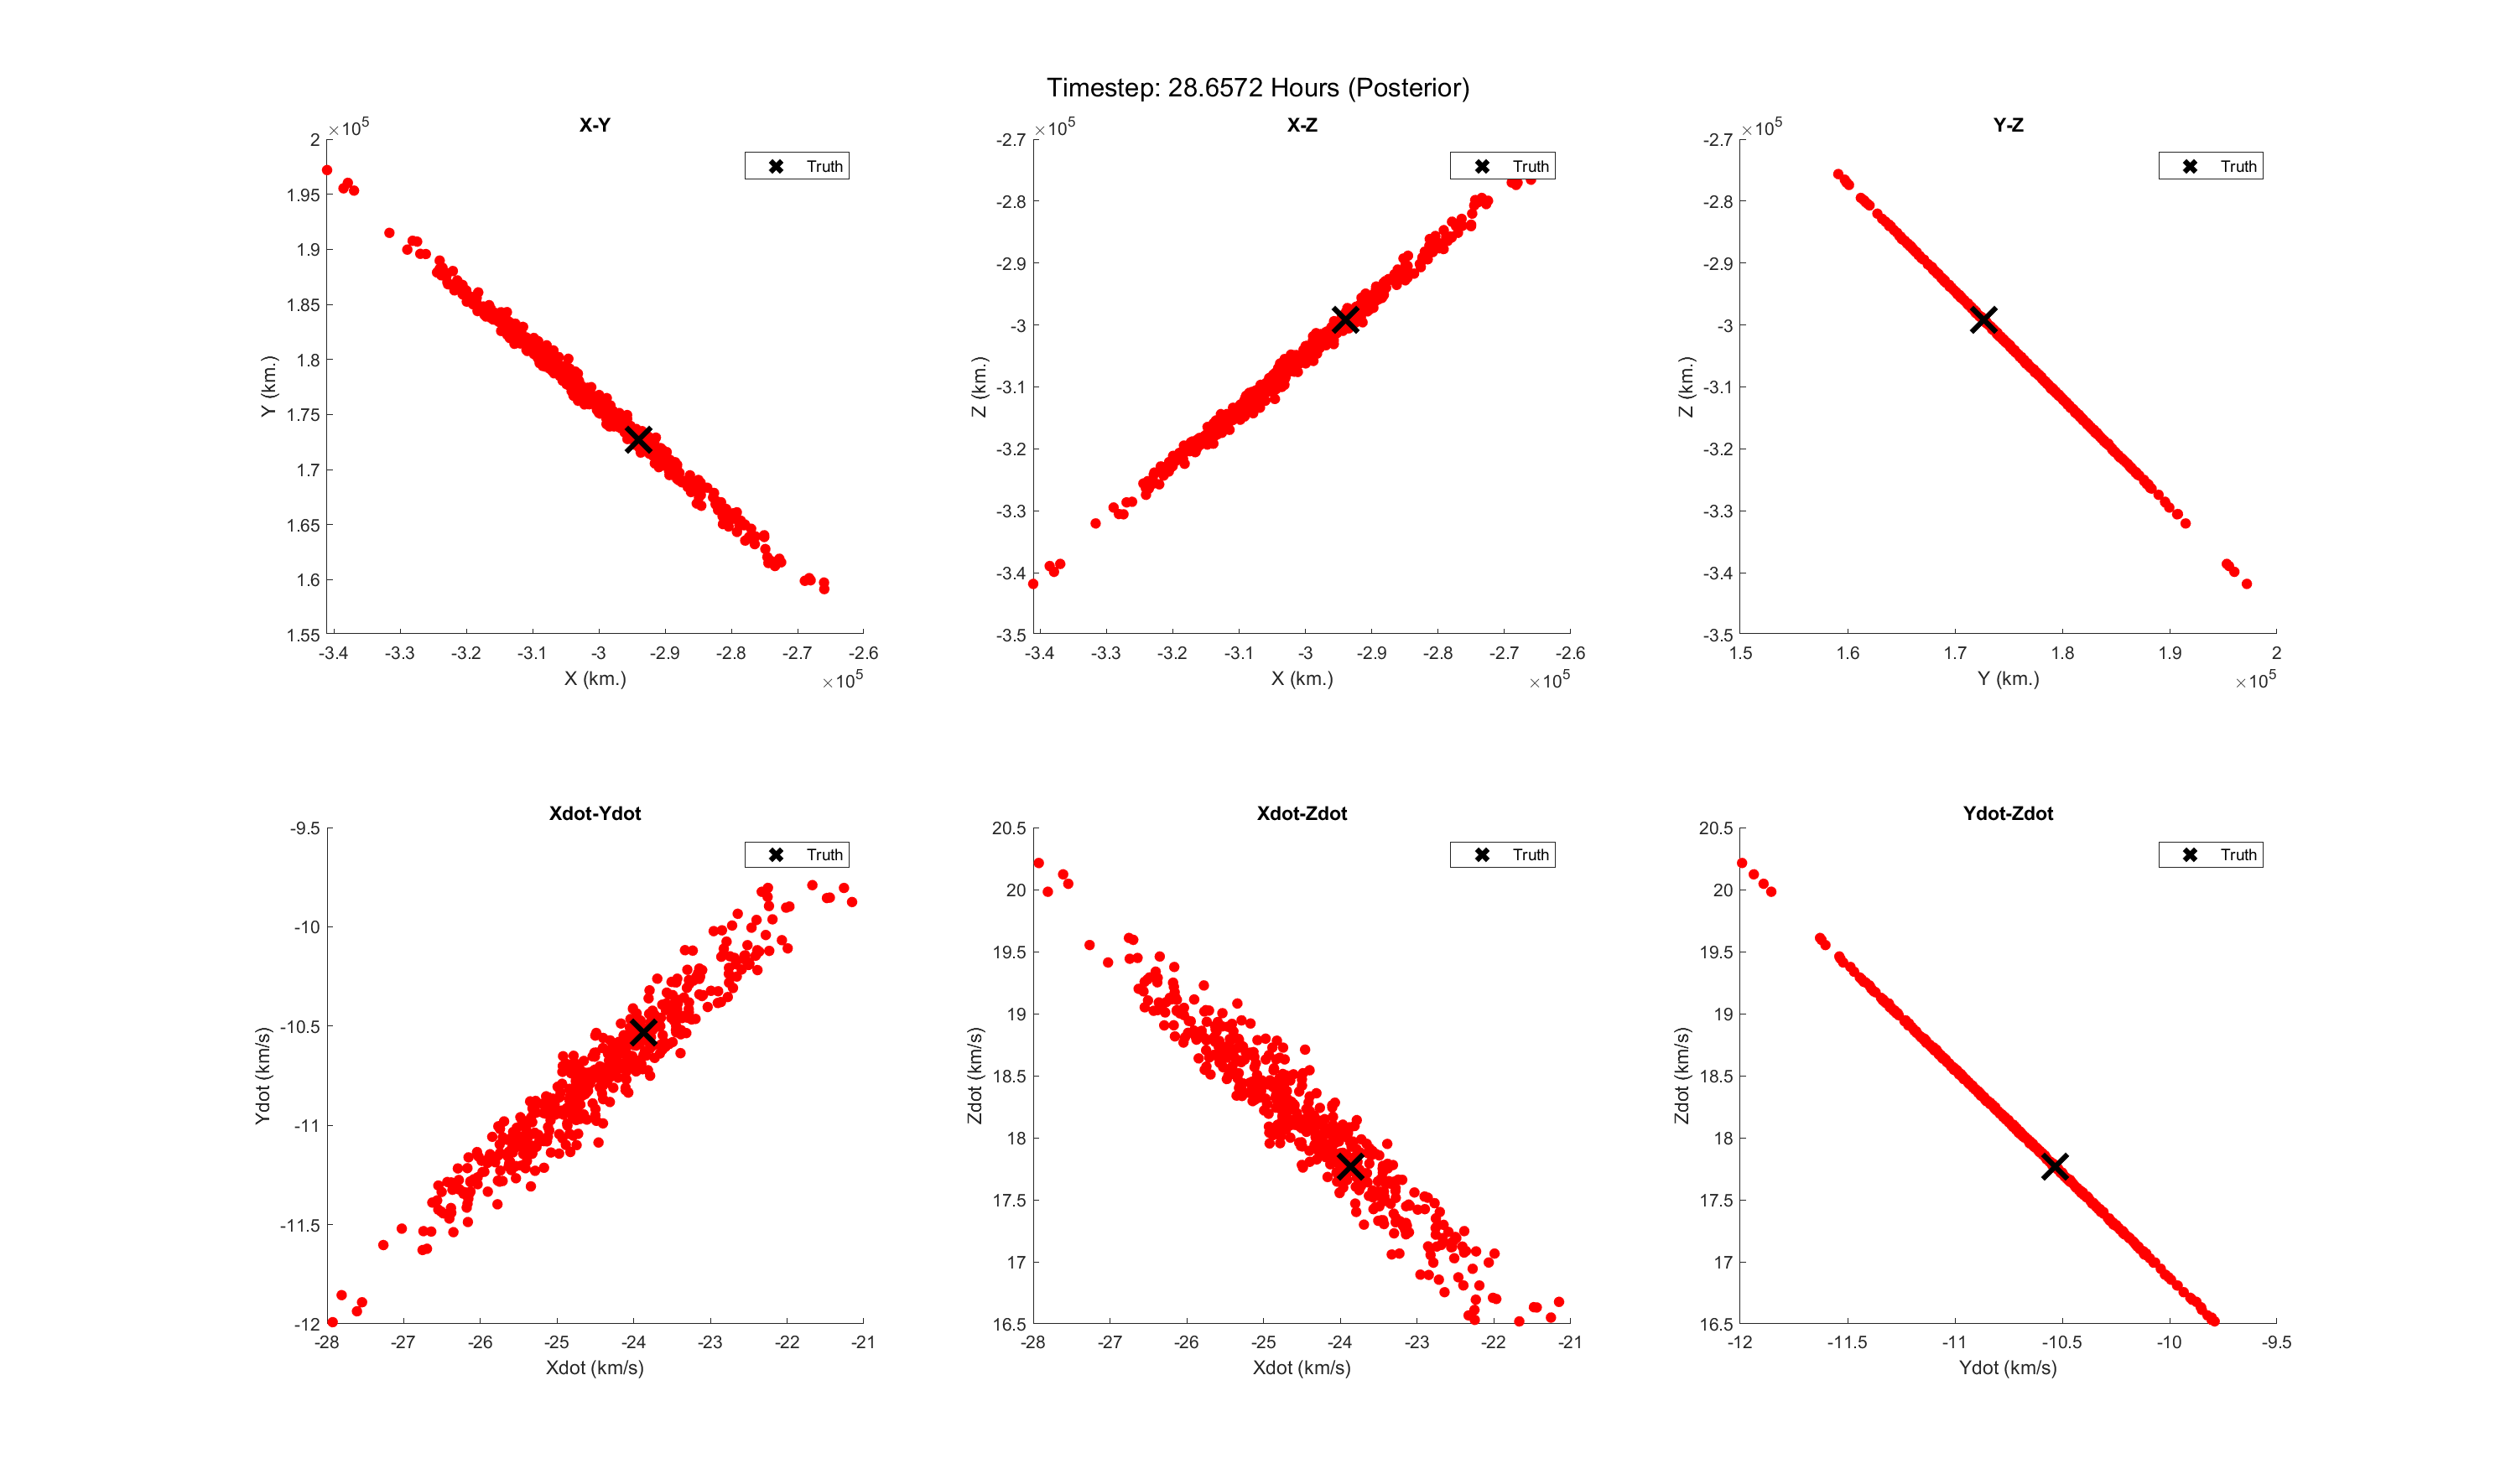 Timestep: 28.6572 Hours (Posterior)
X-Y
×10^5
2
1.95
1.9
1.85
1.8
1.75
1.7
1.65
1.6
1.55
Y (km.)
Truth
-3.4 -3.3 -3.2 -3.1 -3 -2.9 -2.8 -2.7 -2.6
X (km.)
×10^5
X-Z
×10^5
-2.7
-2.8
-2.9
-3
-3.1
-3.2
-3.3
-3.4
-3.5
Z (km.)
Truth
-3.4 -3.3 -3.2 -3.1 -3 -2.9 -2.8 -2.7 -2.6
X (km.)
×10^5
Y-Z
×10^5
-2.7
-2.8
-2.9
-3
-3.1
-3.2
-3.3
-3.4
-3.5
Z (km.)
Truth
1.5 1.6 1.7 1.8 1.9 2
Y (km.)
×10^5
Xdot-Ydot
-9.5
-10
-10.5
-11
-11.5
-12
Ydot (km/s)
Truth
-28 -27 -26 -25 -24 -23 -22 -21
Xdot (km/s)
Xdot-Zdot
20.5
20
19.5
19
18.5
18
17.5
17
16.5
Zdot (km/s)
Truth
-28 -27 -26 -25 -24 -23 -22 -21
Xdot (km/s)
Ydot-Zdot
20.5
20
19.5
19
18.5
18
17.5
17
16.5
Zdot (km/s)
Truth
-12 -11.5 -11 -10.5 -10 -9.5
Ydot (km/s)